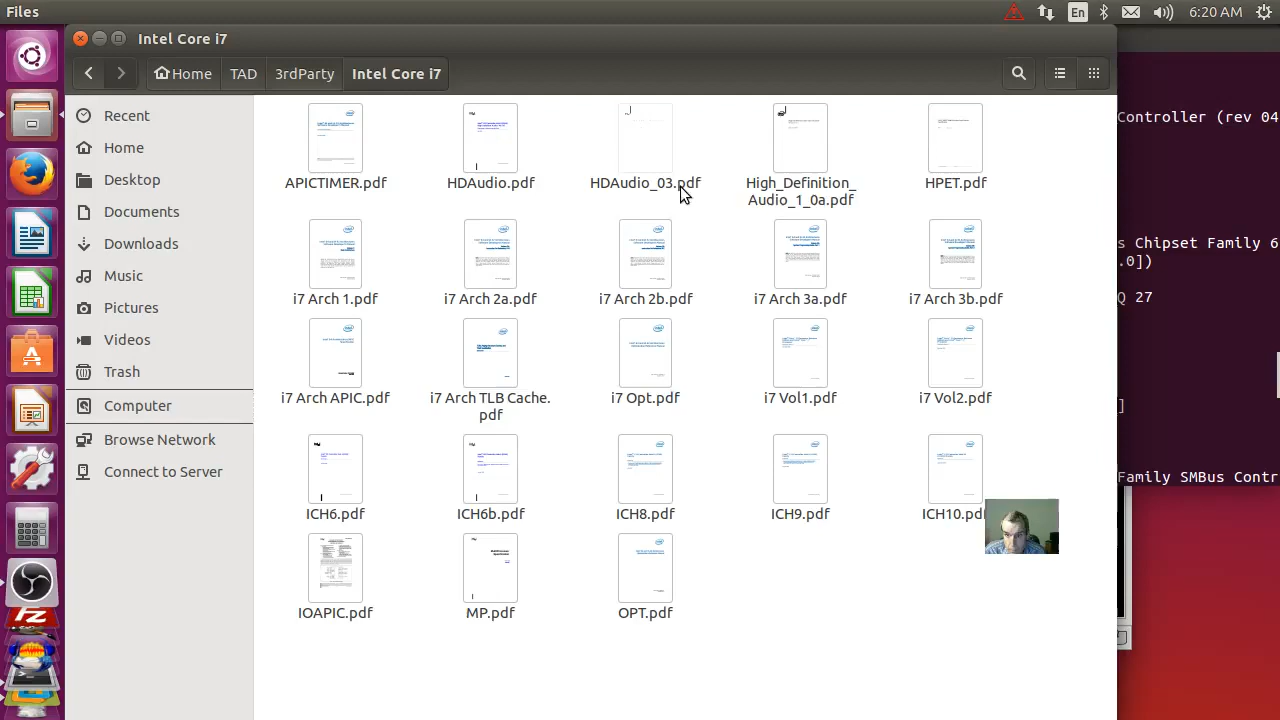 Files
En
6:20 AM
Intel Core i7
Home
TAD
3rdParty
Intel Core i7
Recent
Home
Desktop
Documents
Downloads
Music
Pictures
Videos
Trash
Computer
Browse Network
Connect to Server
APICTIMER.pdf
HDAudio.pdf
HDAudio_03.pdf
High_Definition_
Audio_1_0a.pdf
HPET.pdf
i7 Arch 1.pdf
i7 Arch 2a.pdf
i7 Arch 2b.pdf
i7 Arch 3a.pdf
i7 Arch 3b.pdf
i7 Arch APIC.pdf
i7 Arch TLB Cache.
pdf
i7 Opt.pdf
i7 Vol1.pdf
i7 Vol2.pdf
ICH6.pdf
ICH6b.pdf
ICH8.pdf
ICH9.pdf
ICH10.pdf
IOAPIC.pdf
MP.pdf
OPT.pdf
Controller (rev 04
s Chipset Family 6
.0])
Q 27
]
Family SMBus Contr